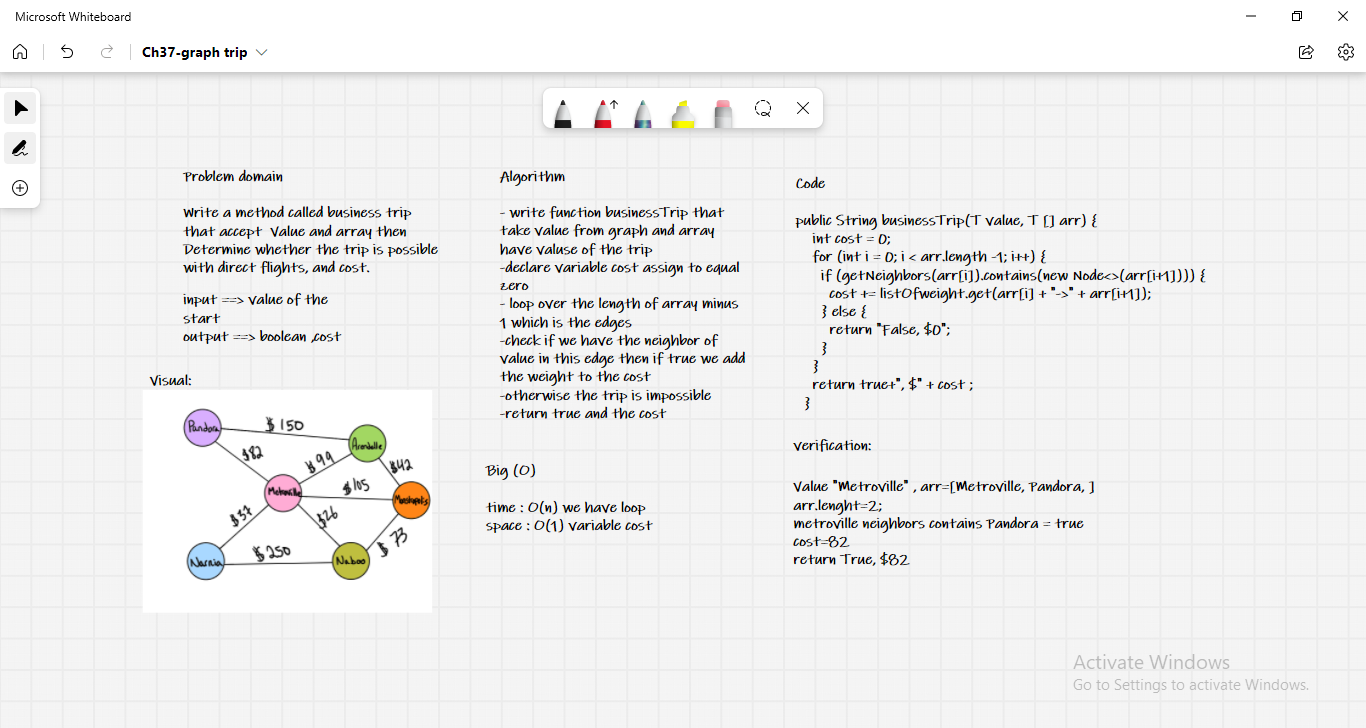 Microsoft Whiteboard
Ch37-graph trip
Problem domain
Write a method called business trip
that accept Value and array then
Determine whether the trip is possible
with direct flights, and cost.
input ==> value of the
start
output ==> boolean ,cost
Visual:
Pandora
$150
Arendelle
$82
$99
$42
Metroville
$105
$37
$26
$73
Narnia
$250
Naboo
Algorithm
- write function businessTrip that
take value from graph and array
have valuse of the trip
-declare variable cost assign to equal
zero
- loop over the length of array minus
1 which is the edges
-check if we have the neighbor of
value in this edge then if true we add
the weight to the cost
-otherwise the trip is impossible
-return true and the cost
Big (O)
time : O(n) we have loop
space : O(1) variable cost
Code
public String businessTrip(T value, T [] arr) {
int cost = 0;
for (int i = 0; i < arr.length -1; i++) {
if (getNeighbors(arr[i]).contains(new Node<>(arr[i+1]))) {
cost += listOfweight.get(arr[i] + "->" + arr[i+1]);
} else {
return "False, $0";
}
}
return true+", $" + cost ;
}
verification:
Value "Metroville" , arr=[Metroville, Pandora, ]
arr.lenght=2;
metroville neighbors contains Pandora = true
cost=82
return True, $82
Activate Windows
Go to Settings to activate Windows.